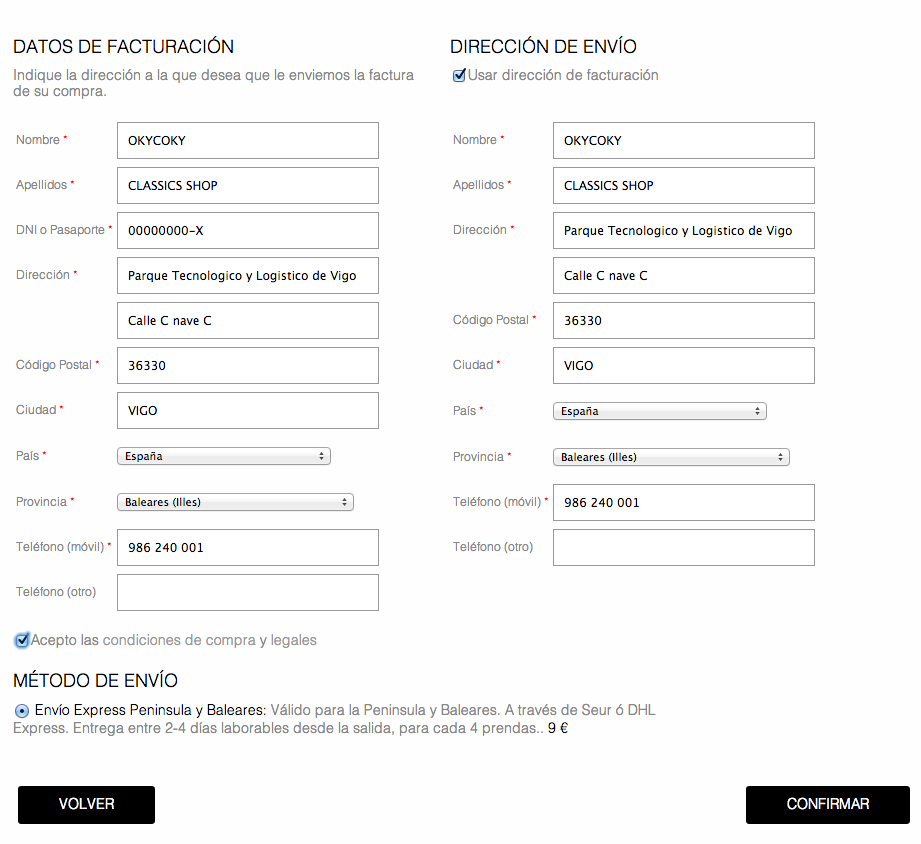 DATOS DE FACTURACIÓN
Indique la dirección a la que desea que le enviemos la factura
de su compra.
Nombre *
OKYCOKY
Apellidos *
CLASSICS SHOP
DNI o Pasaporte *
00000000-X
Dirección *
Parque Tecnologico y Logistico de Vigo
Calle C nave C
Código Postal *
36330
Ciudad *
VIGO
País *
España
Provincia *
Baleares (Illes)
Teléfono (móvil) *
986 240 001
Teléfono (otro)
DIRECCIÓN DE ENVÍO
Usar dirección de facturación
Nombre *
OKYCOKY
Apellidos *
CLASSICS SHOP
Dirección *
Parque Tecnologico y Logistico de Vigo
Calle C nave C
Código Postal *
36330
Ciudad *
VIGO
País *
España
Provincia *
Baleares (Illes)
Teléfono (móvil) *
986 240 001
Teléfono (otro)
Acepto las condiciones de compra y legales
MÉTODO DE ENVÍO
Envío Express Peninsula y Baleares: Válido para la Peninsula y Baleares. A través de Seur ó DHL
Express. Entrega entre 2-4 días laborables desde la salida, para cada 4 prendas.. 9 €
VOLVER
CONFIRMAR